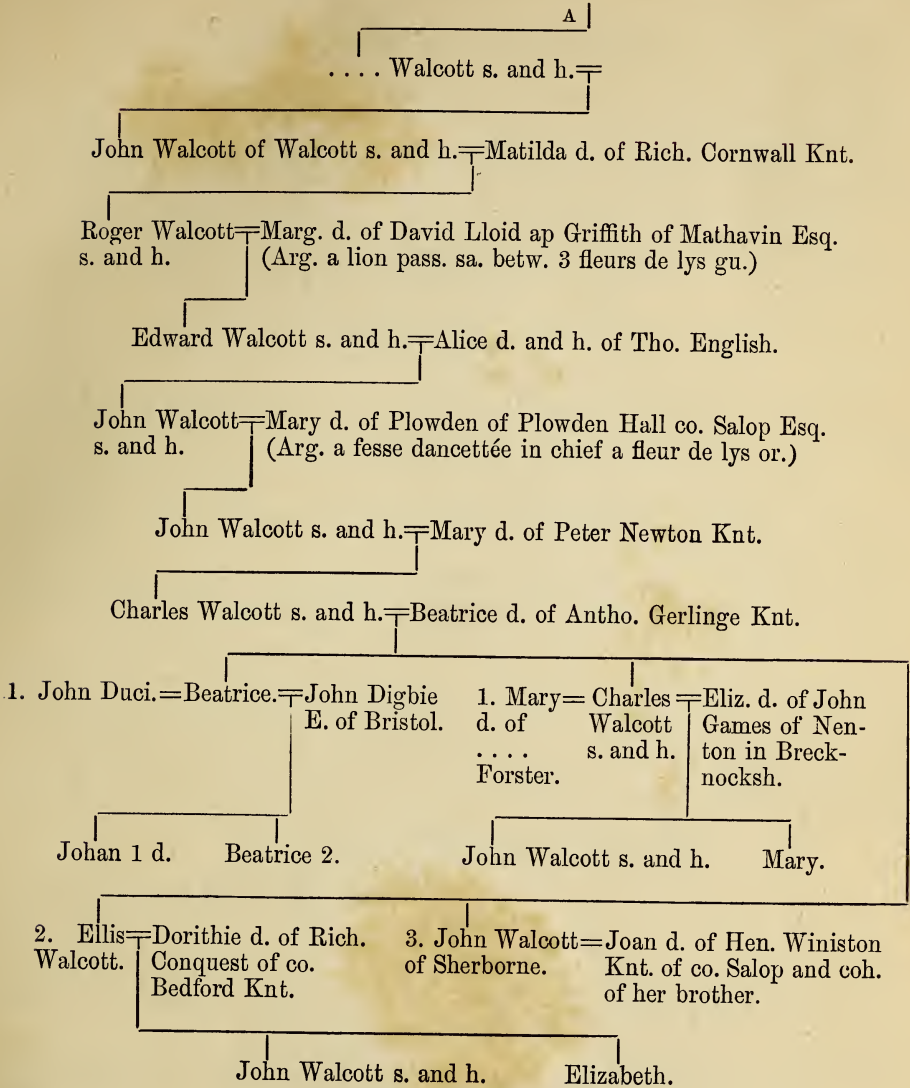 A
. . . . Walcott s. and h.
John Walcott of Walcott s. and h.=Matilda d. of Rich. Cornwall Knt.
Roger Walcott=Marg. d. of David Lloid ap Griffith of Mathavin Esq.
s. and h. (Arg. a lion pass. sa. betw. 3 fleurs de lys gu.)
Edward Walcott s. and h.=Alice d. and h. of Tho. English.
John Walcott=Mary d. of Plowden of Plowden Hall co. Salop Esq.
s. and h. (Arg. a fesse dancettée in chief a fleur de lys or.)
John Walcott s. and h.=Mary d. of Peter Newton Knt.
Charles Walcott s. and h.=Beatrice d. of Antho. Gerlinge Knt.
1. John Duci.=Beatrice.=John Digbie
E. of Bristol.
1. Mary= Charles =Eliz. d. of John
d. of Walcott Games of Nen-
. . . . s. and h. ton in Breck-
Forster. nocksh.
Johan 1 d. Beatrice 2.
John Walcott s. and h. Mary.
2. Ellis=Dorithie d. of Rich.
Walcott. Conquest of co.
Bedford Knt.
3. John Walcott=Joan d. of Hen. Winiston
of Sherborne. Knt. of co. Salop and coh.
of her brother.
John Walcott s. and h. Elizabeth.